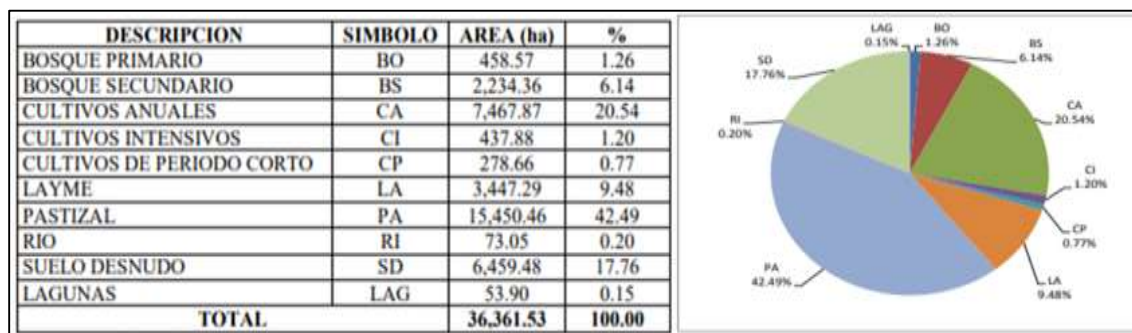 DESCRIPCION SIMBOLO AREA (ha) %
BOSQUE PRIMARIO BO 458.57 1.26
BOSQUE SECUNDARIO BS 2,234.36 6.14
CULTIVOS ANUALES CA 7,467.87 20.54
CULTIVOS INTENSIVOS CI 437.88 1.20
CULTIVOS DE PERIODO CORTO CP 278.66 0.77
LAYME LA 3,447.29 9.48
PASTIZAL PA 15,450.46 42.49
RIO RI 73.05 0.20
SUELO DESNUDO SD 6,459.48 17.76
LAGUNAS LAG 53.90 0.15
TOTAL 36,361.53 100.00
LAG
0.15%
BO
1.26%
BS
6.14%
CA
20.54%
CI
1.20%
CP
0.77%
LA
9.48%
PA
42.49%
RI
0.20%
SD
17.76%